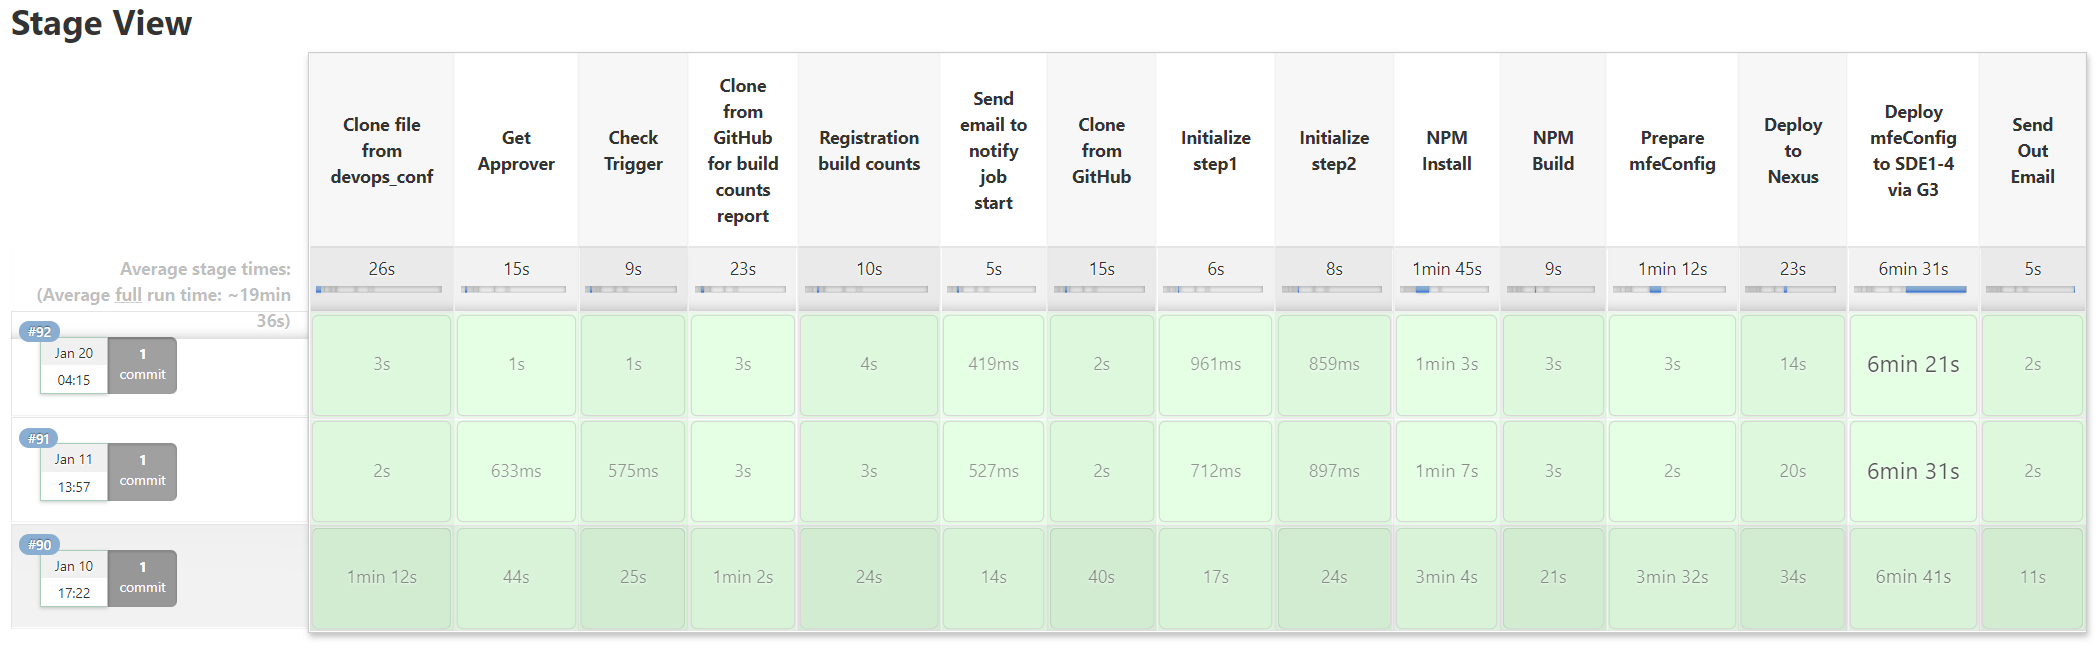 Stage View
Clone file
from
devops_conf
Get
Approver
Check
Trigger
Clone
from
GitHub
for build
counts
report
Registration
build counts
Send
email to
notify
job
start
Clone
from
GitHub
Initialize
step1
Initialize
step2
NPM
Install
NPM
Build
Prepare
mfeConfig
Deploy
to
Nexus
Deploy
mfeConfig
to SDE1-4
via G3
Send
Out
Email
Average stage times:
(Average full run time: ~19min
36s)
26s
15s
9s
23s
10s
5s
15s
6s
8s
1min 45s
9s
1min 12s
23s
6min 31s
5s
#92
Jan 20
04:15
1
commit
3s
1s
1s
3s
4s
419ms
2s
961ms
859ms
1min 3s
3s
3s
14s
6min 21s
2s
#91
Jan 11
13:57
1
commit
2s
633ms
575ms
3s
3s
527ms
2s
712ms
897ms
1min 7s
3s
2s
20s
6min 31s
2s
#90
Jan 10
17:22
1
commit
1min 12s
44s
25s
1min 2s
24s
14s
40s
17s
24s
3min 4s
21s
3min 32s
34s
6min 41s
11s